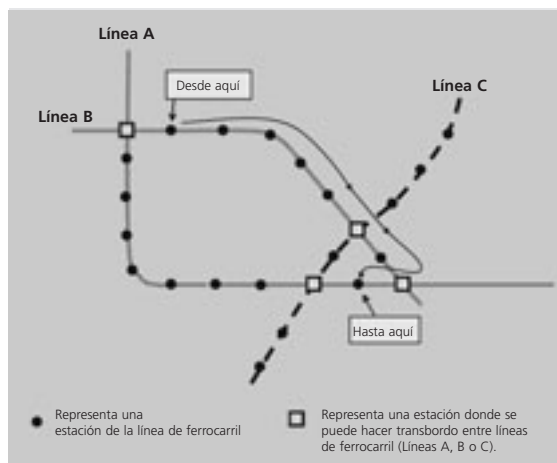 Línea A
Desde aquí
Línea C
Línea B
Hasta aquí
Representa una
estación de la línea de ferrocarril
Representa una estación donde se
puede hacer transbordo entre líneas
de ferrocarril (Líneas A, B o C).